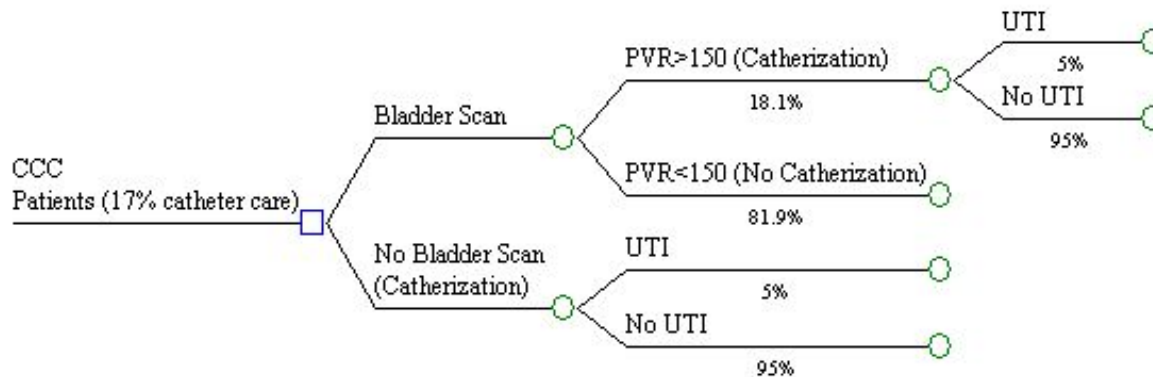 UTI
5%
No UTI
95%
PVR>150 (Catherization)
18.1%
Bladder Scan
PVR<150 (No Catherization)
81.9%
CCC
Patients (17% catheter care)
No Bladder Scan
(Catherization)
UTI
5%
No UTI
95%